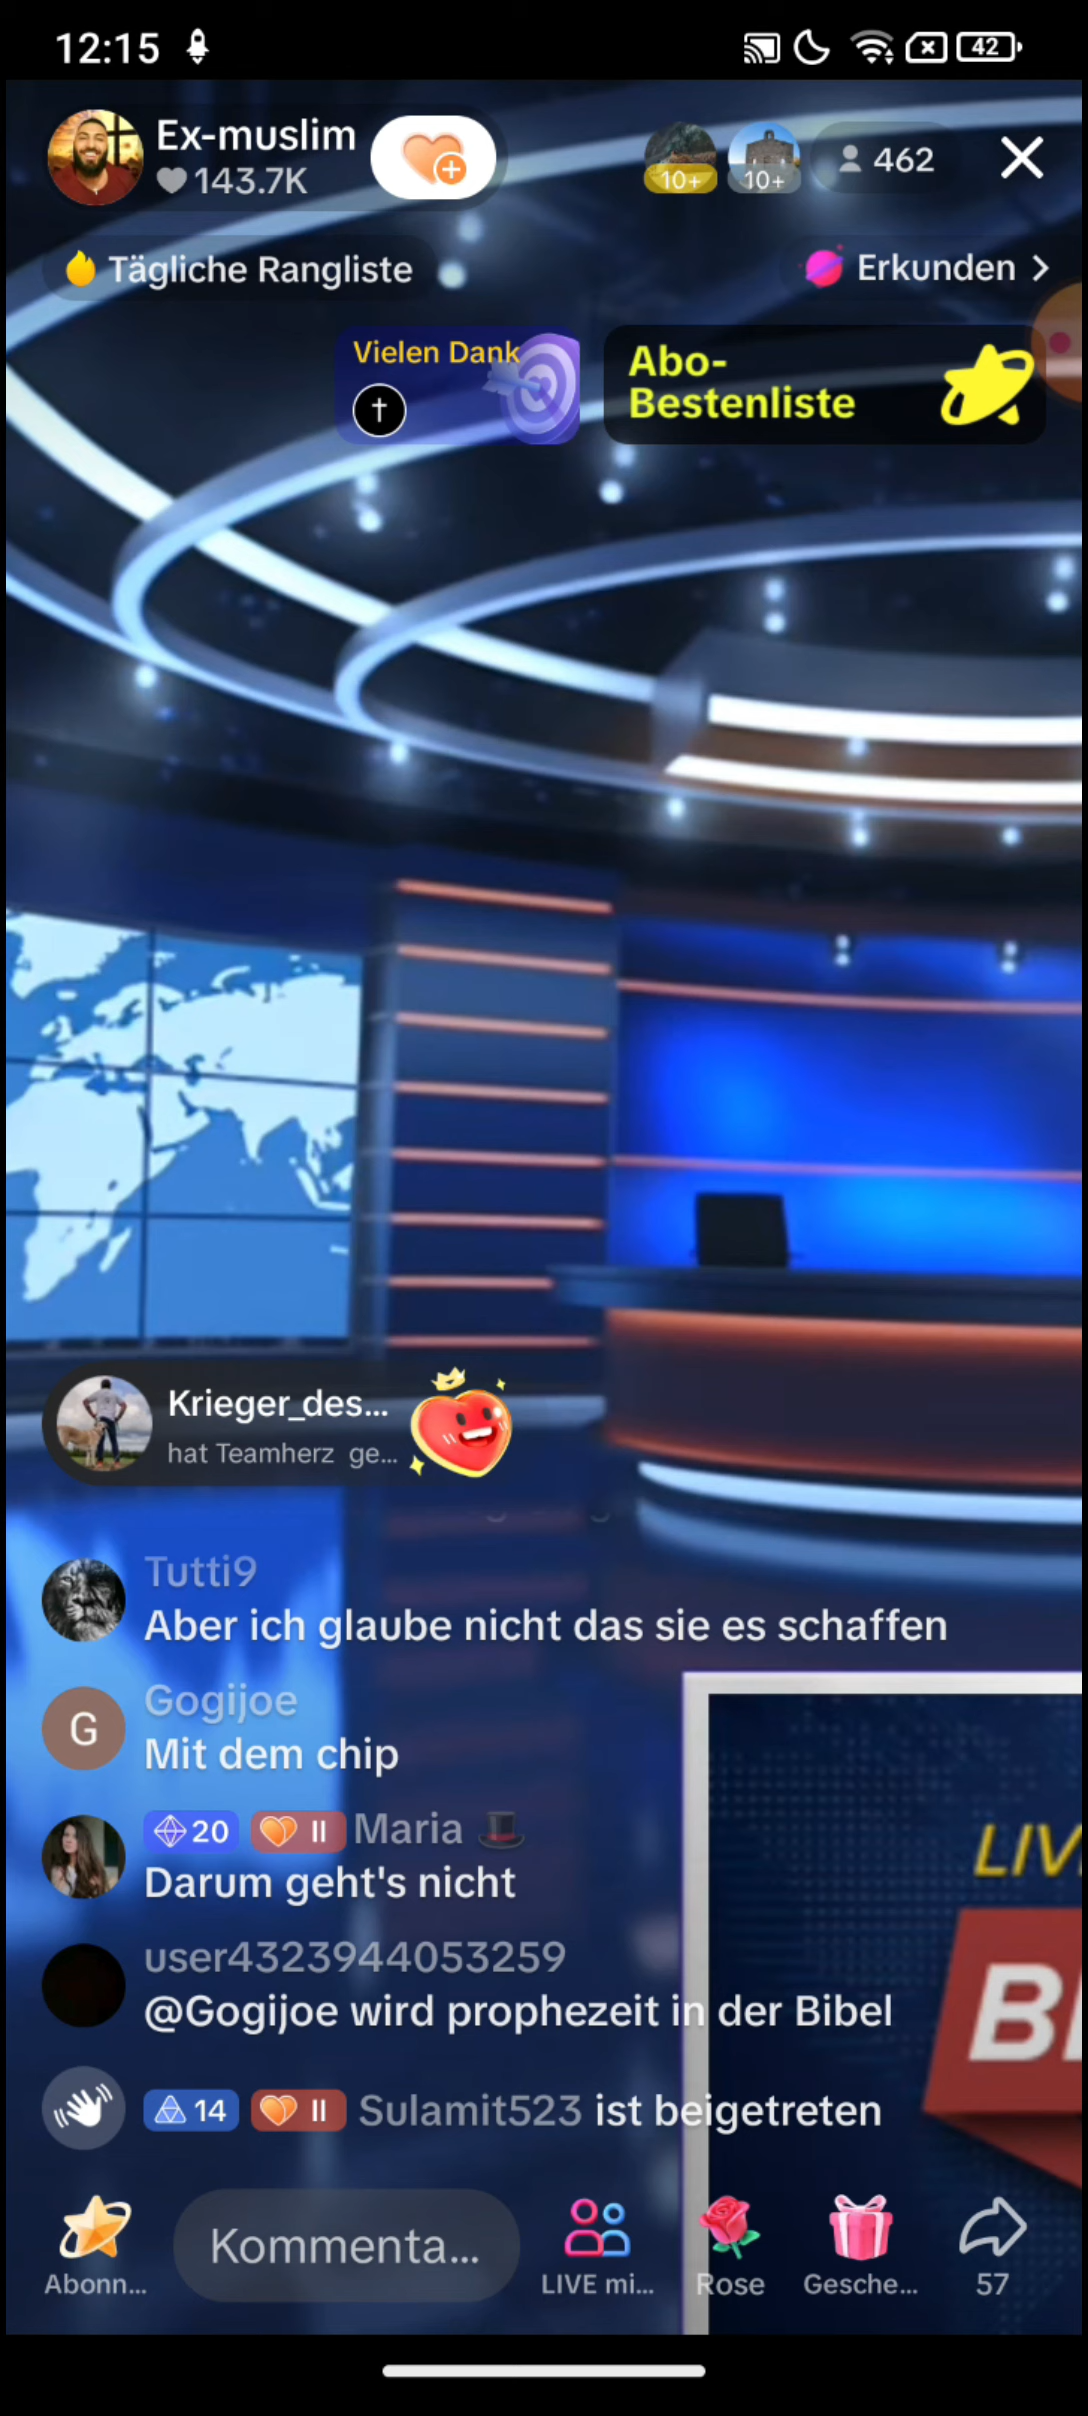 12:15
42
Ex-muslim
143.7K
10+
10+
462
Tägliche Rangliste
Erkunden
Vielen Dank
Abo-
Bestenliste
Krieger_des...
hat Teamherz ge...
Tutti9
Aber ich glaube nicht das sie es schaffen
G
Gogijoe
Mit dem chip
20 II Maria
Darum geht's nicht
user4323944053259
@Gogijoe wird prophezeit in der Bibel
14 II Sulamit523 ist beigetreten
LIV
Kommenta...
Abonn...
LIVE mi...
Rose
Gesche...
57